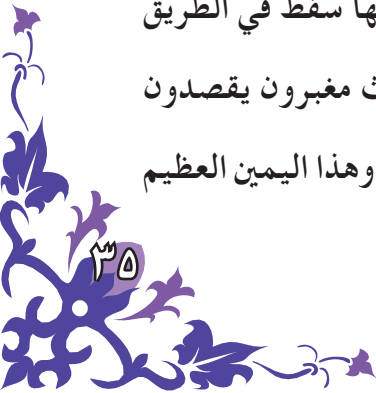 ها سقط في الطريق
ث مغبرون يقصدون
وهذا اليمين العظيم
٣٥